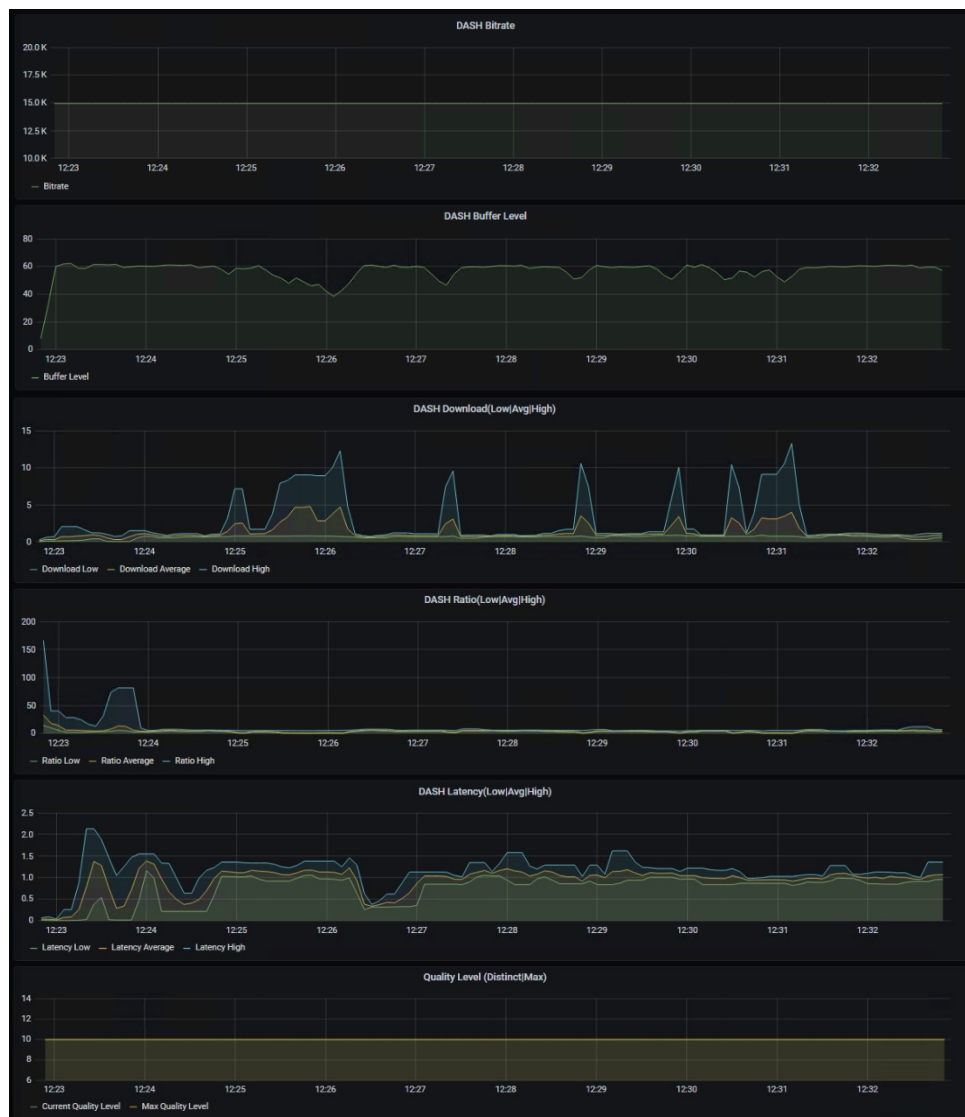 DASH Bitrate
20.0 K
17.5 K
15.0 K
12.5 K
10.0 K
12:23 12:24 12:25 12:26 12:27 12:28 12:29 12:30 12:31 12:32
Bitrate
DASH Buffer Level
80
60
40
20
0
12:23 12:24 12:25 12:26 12:27 12:28 12:29 12:30 12:31 12:32
Buffer Level
DASH Download(Low|Avg|High)
15
10
5
0
12:23 12:24 12:25 12:26 12:27 12:28 12:29 12:30 12:31 12:32
Download Low Download Average Download High
DASH Ratio(Low|Avg|High)
200
150
100
50
0
12:23 12:24 12:25 12:26 12:27 12:28 12:29 12:30 12:31 12:32
Ratio Low Ratio Average Ratio High
DASH Latency(Low|Avg|High)
2.5
2.0
1.5
1.0
0.5
0
12:23 12:24 12:25 12:26 12:27 12:28 12:29 12:30 12:31 12:32
Latency Low Latency Average Latency High
Quality Level (Distinct|Max)
14
12
10
8
6
12:23 12:24 12:25 12:26 12:27 12:28 12:29 12:30 12:31 12:32
Current Quality Level Max Quality Level